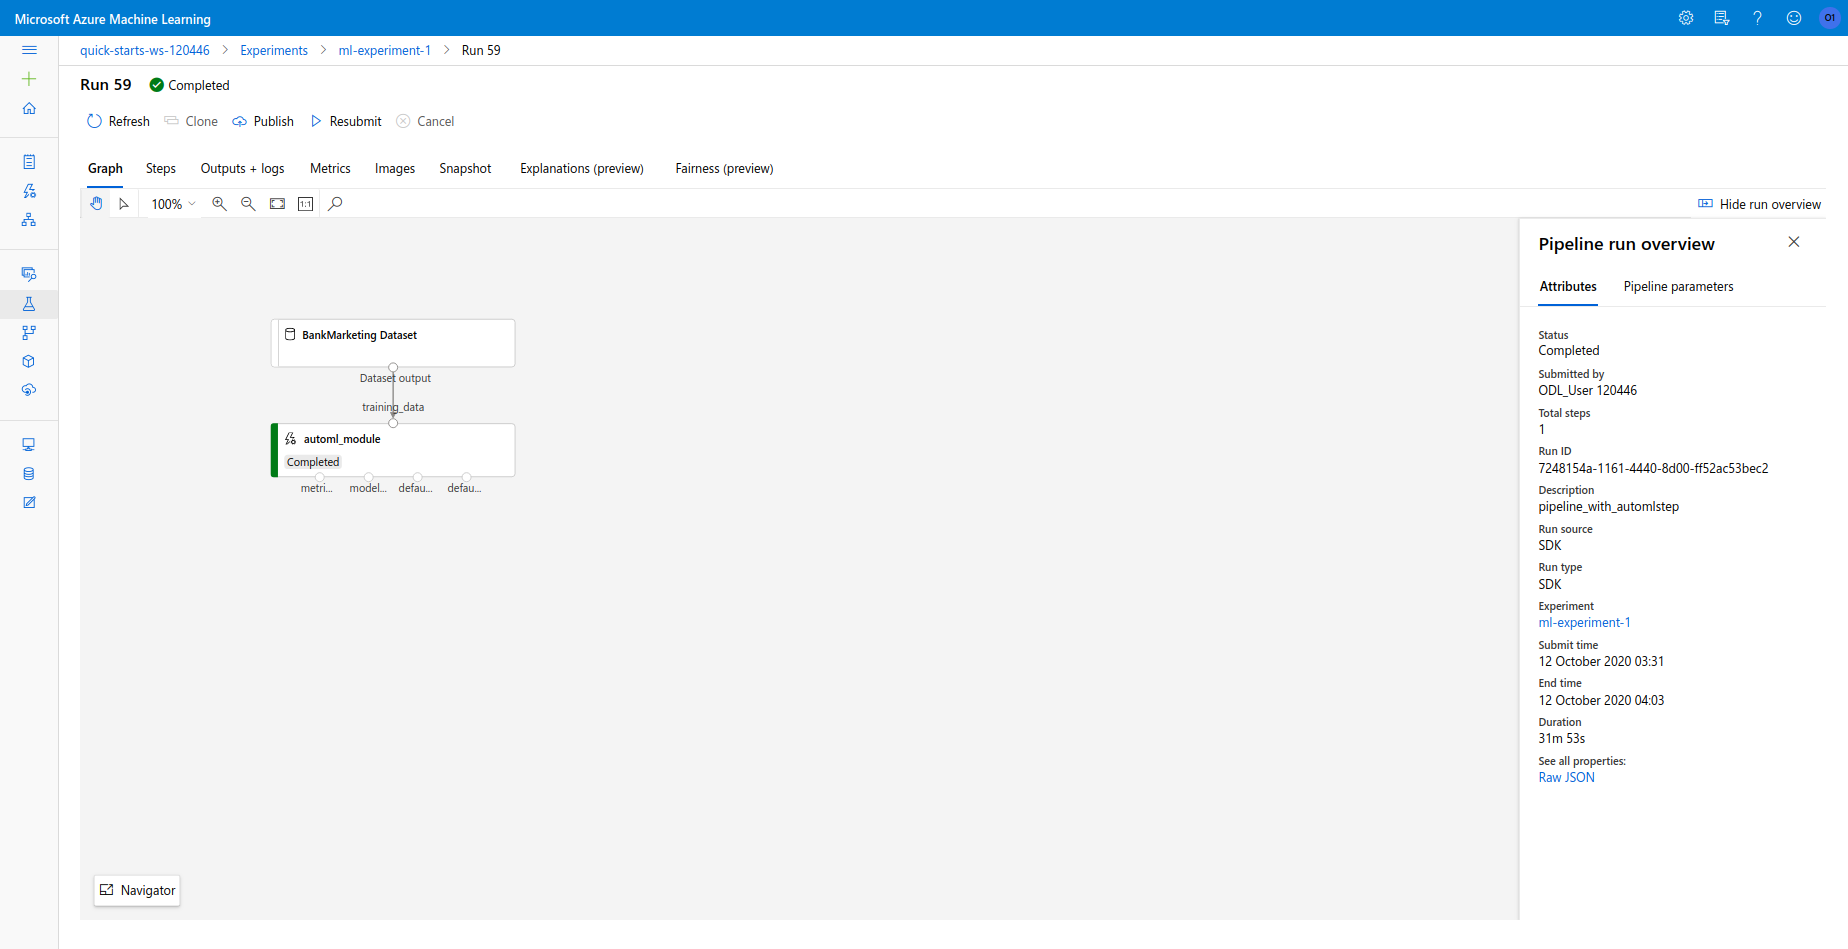 Microsoft Azure Machine Learning
O1
quick-starts-ws-120446 > Experiments > ml-experiment-1 > Run 59
Run 59 Completed
Refresh Clone Publish Resubmit Cancel
Graph Steps Outputs + logs Metrics Images Snapshot Explanations (preview) Fairness (preview)
100% 1:1 Hide run overview
BankMarketing Dataset
Dataset output
training_data
automl_module
Completed
metri... model... defau... defau...
Navigator
Pipeline run overview
Attributes Pipeline parameters
Status
Completed
Submitted by
ODL_User 120446
Total steps
1
Run ID
7248154a-1161-4440-8d00-ff52ac53bec2
Description
pipeline_with_automlstep
Run source
SDK
Run type
SDK
Experiment
ml-experiment-1
Submit time
12 October 2020 03:31
End time
12 October 2020 04:03
Duration
31m 53s
See all properties:
Raw JSON